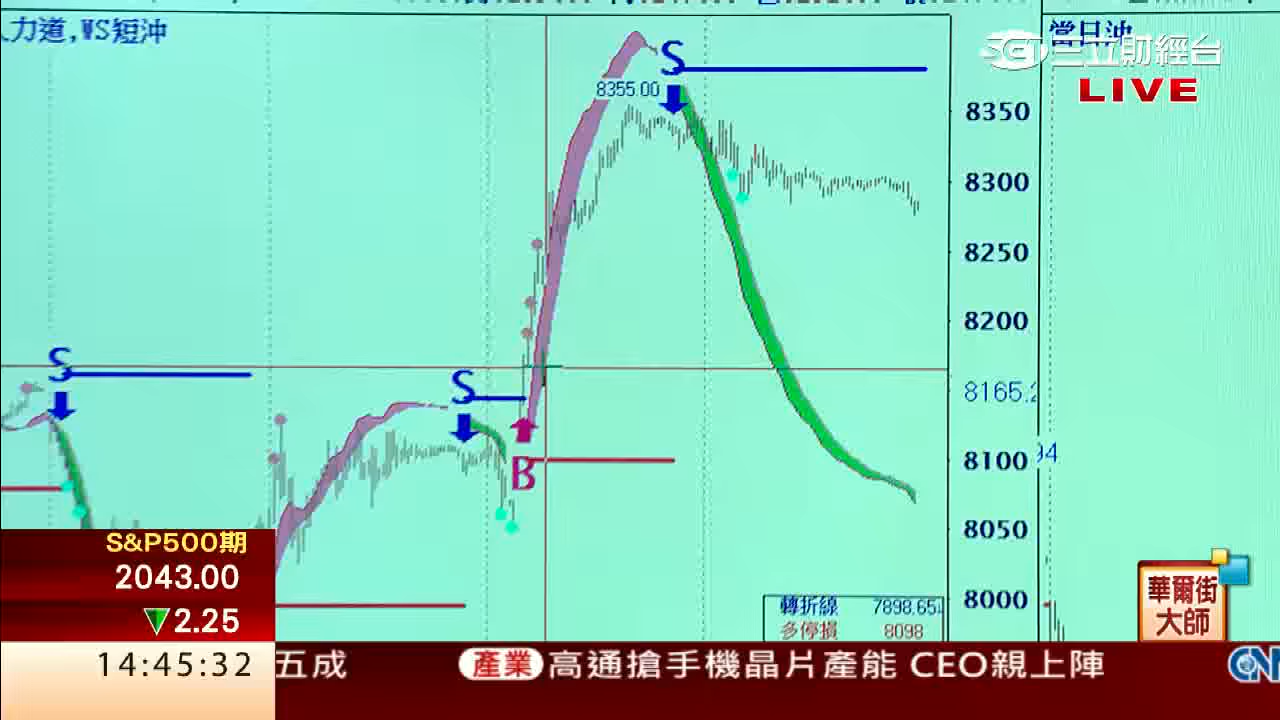 人力道,WS短沖
當日沖
三立財經台
LIVE
S
8355.00
8350
8300
8250
8200
8165.2
8100
94
8050
8000
S
S
B
轉折線 7898.65
多停損 8098
S&P500期
2043.00
▼2.25
14:45:32
華爾街
大師
五成 產業 高通搶手機晶片產能 CEO親上陣